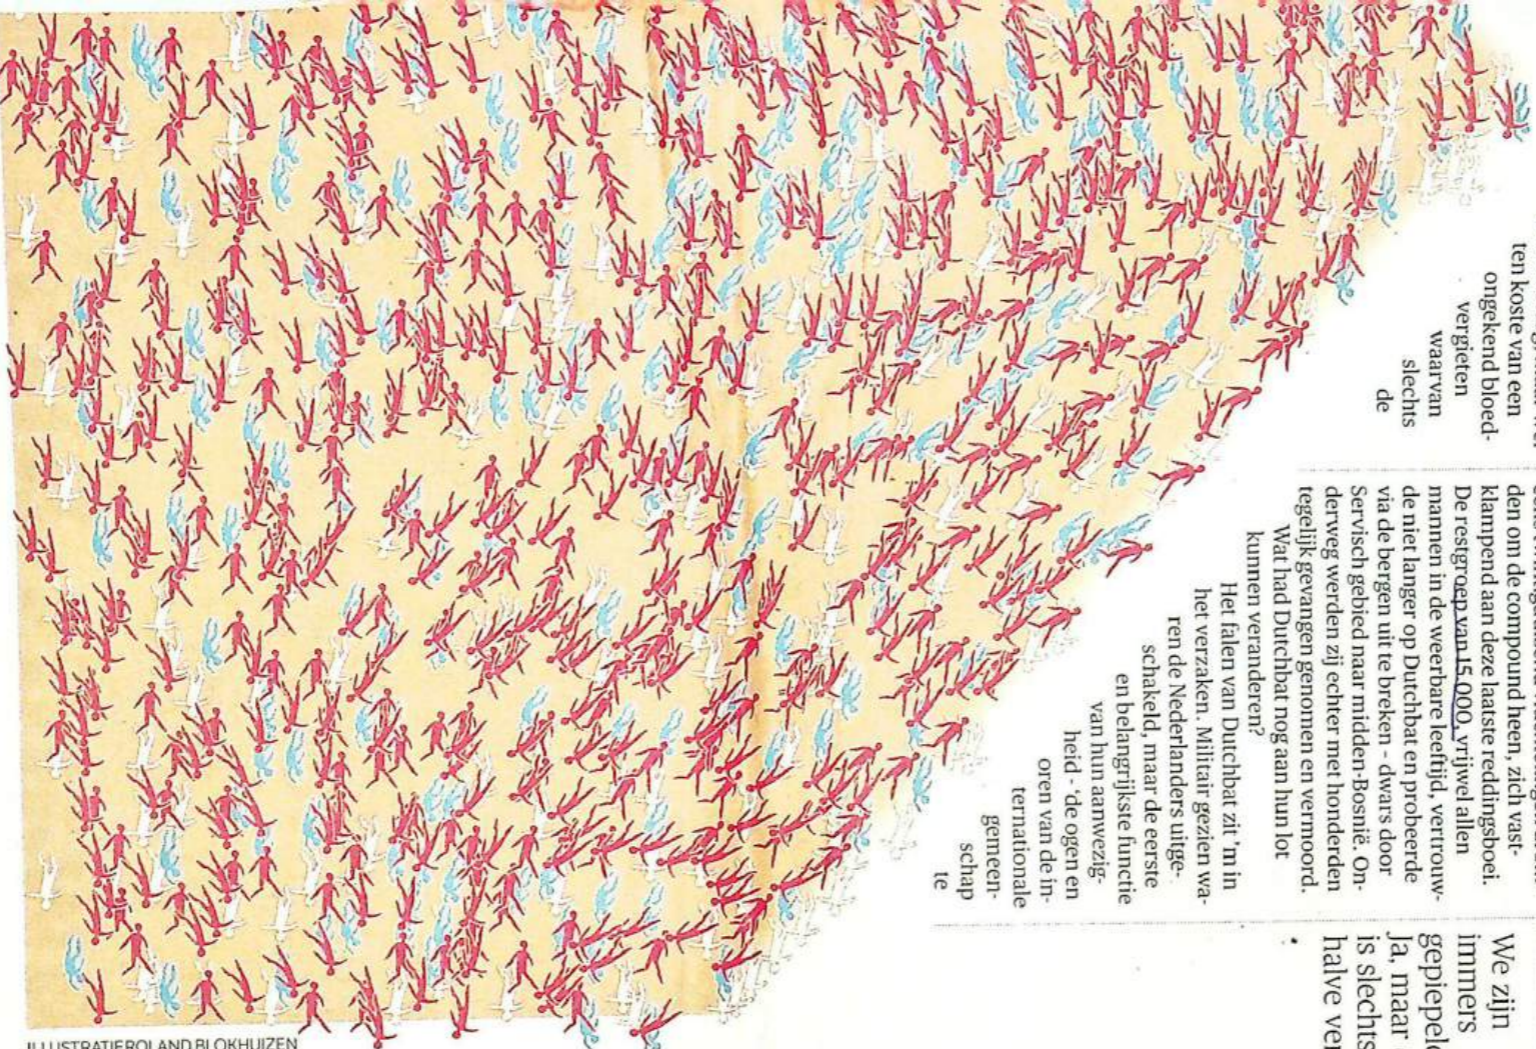 ten koste van een
ongekend bloed-
vergieten
waarvan
slechts
de
den om de compound heen, zich vast-
klampend aan deze laatste reddingsboei.
De restgroep van 15.000, vrijwel allen
mannen in de weerbare leeftijd, vertrouw-
de niet langer op Dutchbat en probeerde
via de bergen uit te breken - dwars door
Servisch gebied naar midden-Bosnië. On-
derweg werden zij echter met honderden
tegelijk gevangen genomen en vermoord.
Wat had Dutchbat nog aan hun lot
kunnen veranderen?
Het falen van Dutchbat zit 'm in
het verzaken. Militair gezien wa-
ren de Nederlanders uitge-
schakeld, maar de eerste
en belangrijkste functie
van hun aanwezig-
heid - 'de ogen en
oren van de in-
ternationale
gemeen-
schap
te
We zijn
immers
gepiepel
Ja, maar
is slechts
halve ver
ILLUSTRATIE ROLAND BLOKHUIZEN